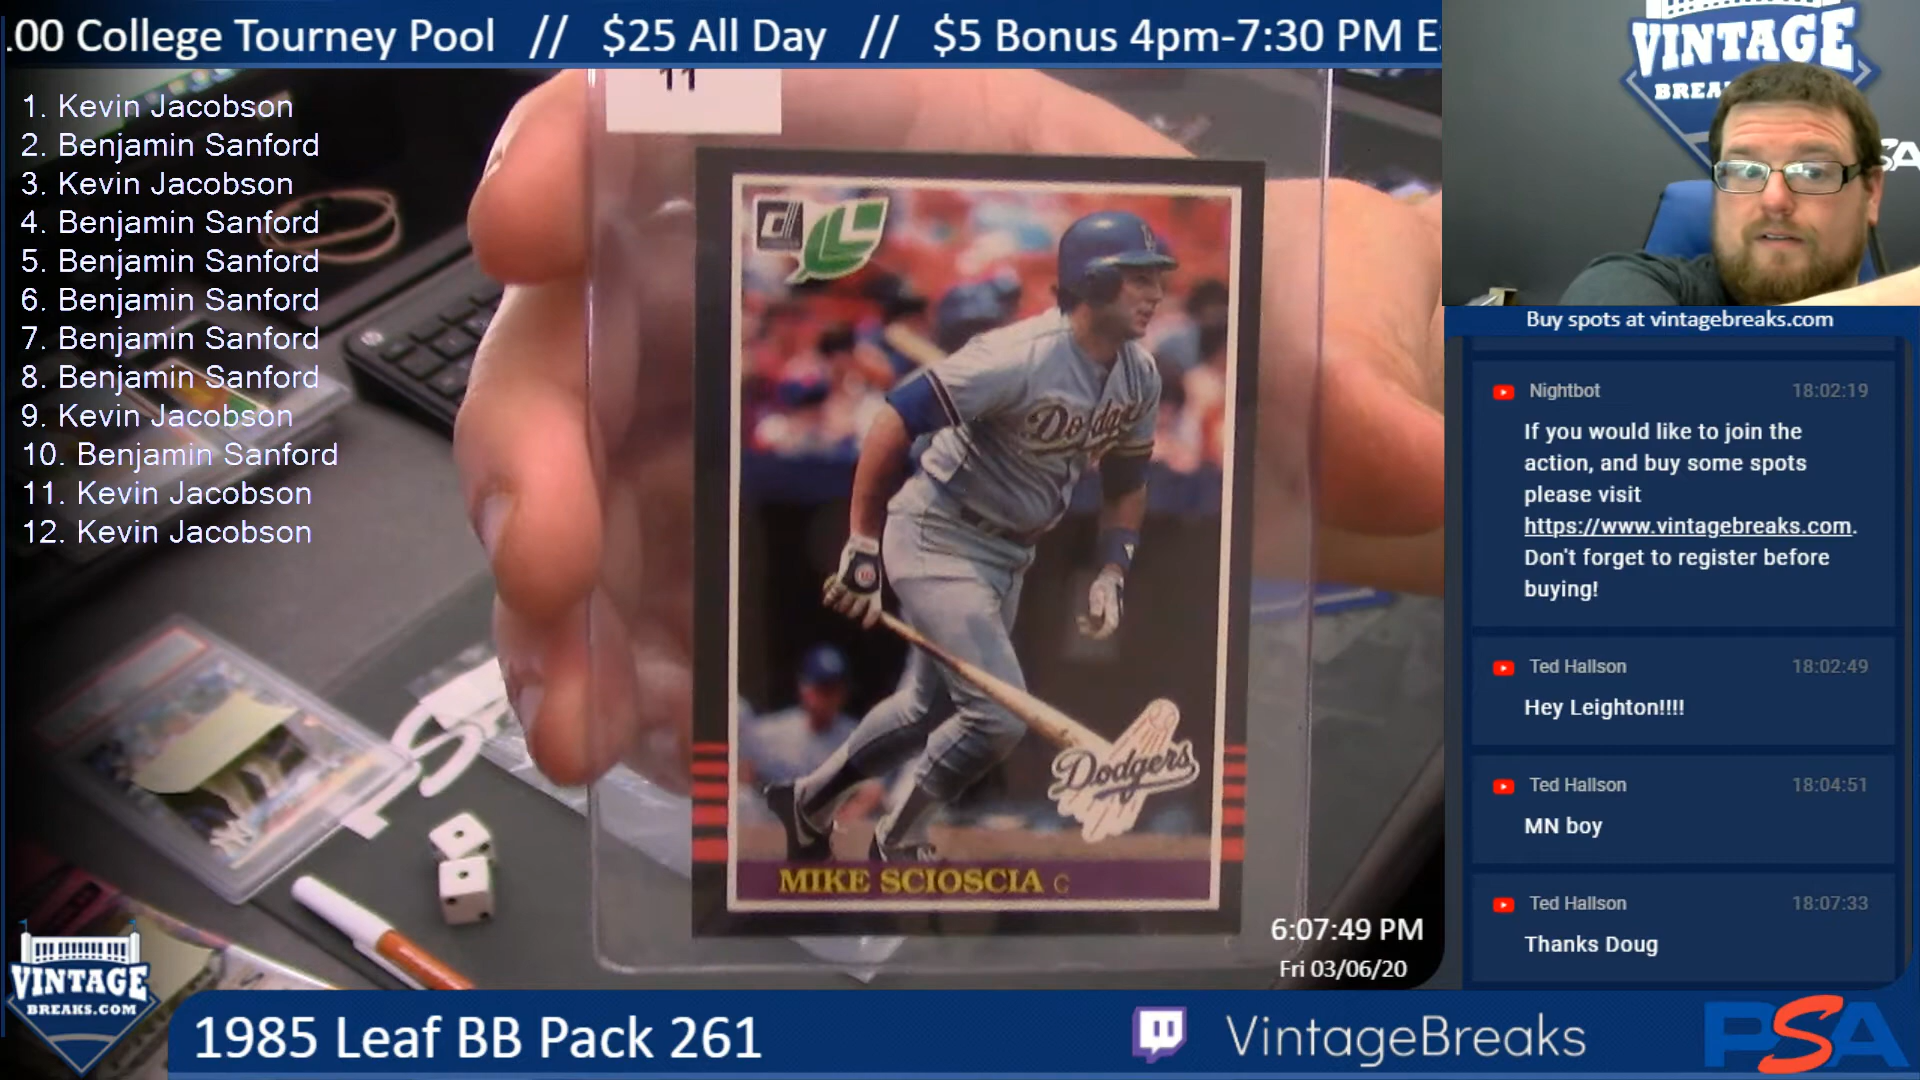 .00 College Tourney Pool // $25 All Day // $5 Bonus 4pm-7:30 PM E
11
1. Kevin Jacobson
2. Benjamin Sanford
3. Kevin Jacobson
4. Benjamin Sanford
5. Benjamin Sanford
6. Benjamin Sanford
7. Benjamin Sanford
8. Benjamin Sanford
9. Kevin Jacobson
10. Benjamin Sanford
11. Kevin Jacobson
12. Kevin Jacobson
d L
Dodge
Dodgers
MIKE SCIOSCIA C
6:07:49 PM
Fri 03/06/20
VINTAGE
BREA
SA
Buy spots at vintagebreaks.com
Nightbot 18:02:19
If you would like to join the
action, and buy some spots
please visit
https://www.vintagebreaks.com.
Don't forget to register before
buying!
Ted Hallson 18:02:49
Hey Leighton!!!!
Ted Hallson 18:04:51
MN boy
Ted Hallson 18:07:33
Thanks Doug
VINTAGE
BREAKS.COM
1985 Leaf BB Pack 261
VintageBreaks
PSA